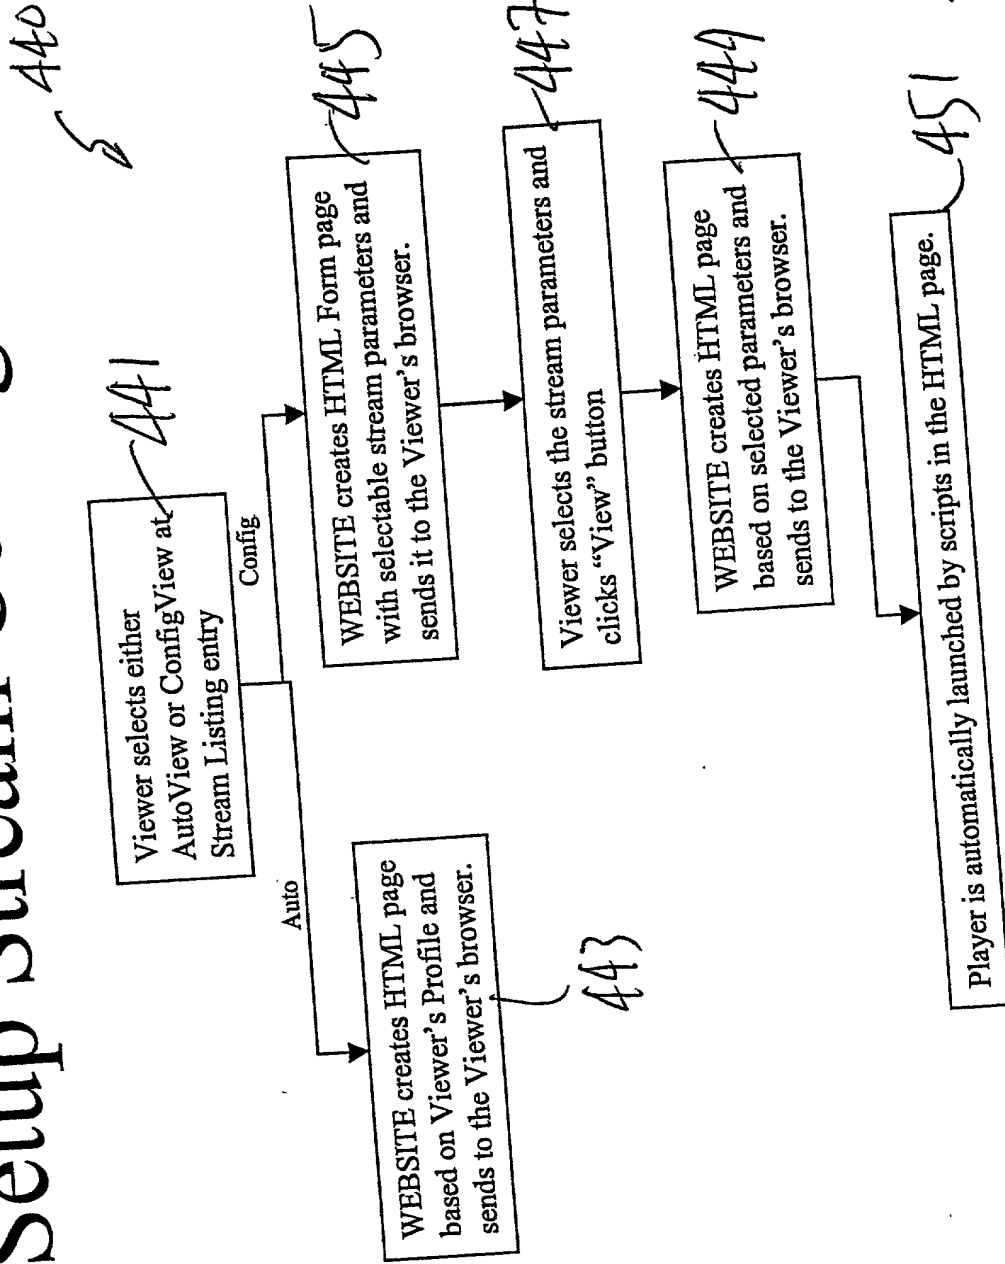 Setup Stream
440
Viewer selects either
AutoView or ConfigView at
Stream Listing entry
441
Auto
Config
WEBSITE creates HTML page
based on Viewer's Profile and
sends to the Viewer's browser.
443
WEBSITE creates HTML Form page
with selectable stream parameters and
sends it to the Viewer's browser.
445
Viewer selects the stream parameters and
clicks “View” button
447
WEBSITE creates HTML page
based on selected parameters and
sends to the Viewer's browser.
449
Player is automatically launched by scripts in the HTML page.
451